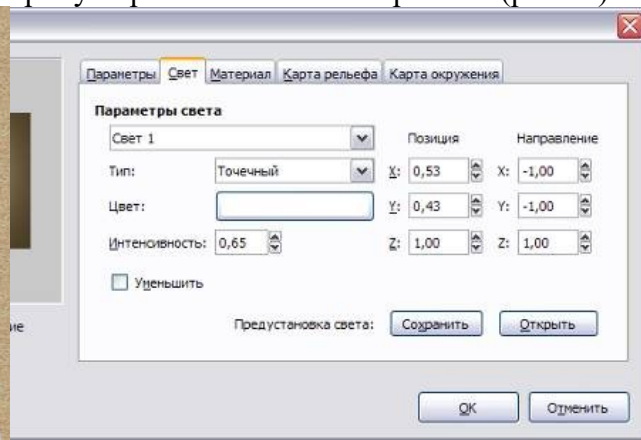 Параметры Свет Материал Карта рельефа Карта окружения
Параметры света
Свет 1 Позиция Направление
Тип: Точечный X: 0,53 X: -1,00
Цвет: Y: 0,43 Y: -1,00
Интенсивность: 0,65 Z: 1,00 Z: 1,00
Уменьшить
ие Предустановка света: Сохранить Открыть
OK Отменить